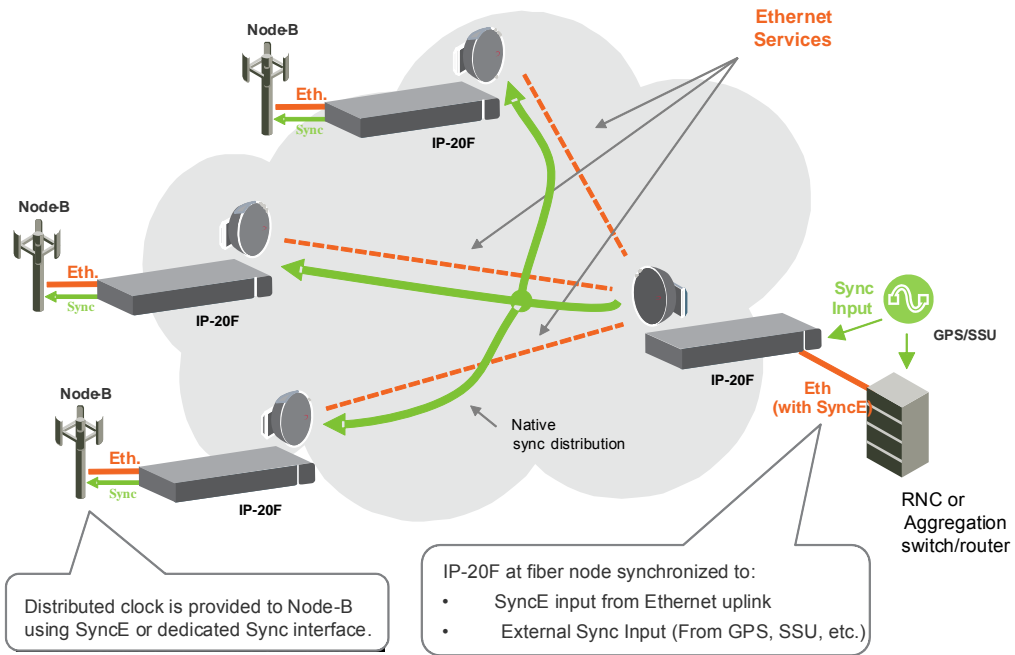 Ethernet
Services
Node-B
Eth.
Sync
IP-20F
Node-B
Eth.
Sync
IP-20F
Sync
Input
GPS/SSU
IP-20F
Eth
(with SyncE)
Node-B
Eth.
Sync
IP-20F
Native
sync distribution
RNC or
Aggregation
switch/router
Distributed clock is provided to Node-B
using SyncE or dedicated Sync interface.
IP-20F at fiber node synchronized to:
• SyncE input from Ethernet uplink
• External Sync Input (From GPS, SSU, etc.)